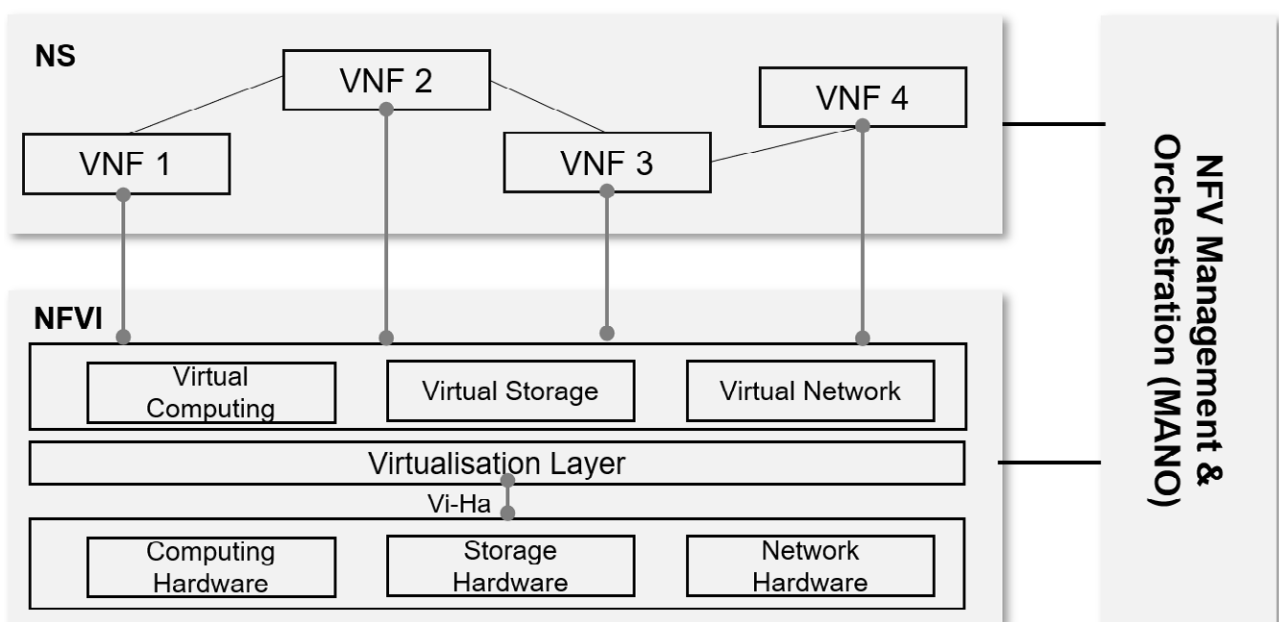 NS
VNF 1
VNF 2
VNF 3
VNF 4
NFVI
Virtual
Computing
Virtual Storage
Virtual Network
Virtualisation Layer
Vi-Ha
Computing
Hardware
Storage
Hardware
Network
Hardware
NFV Management &
Orchestration (MANO)